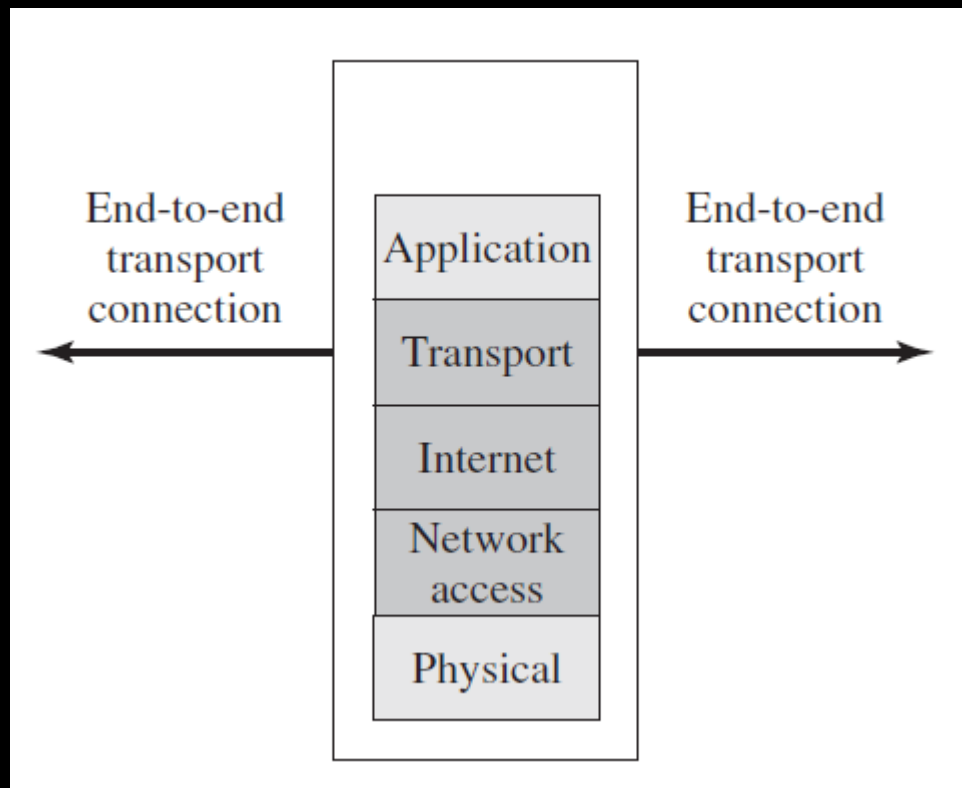 End-to-end
transport
connection
Application
Transport
Internet
Network
access
Physical
End-to-end
transport
connection